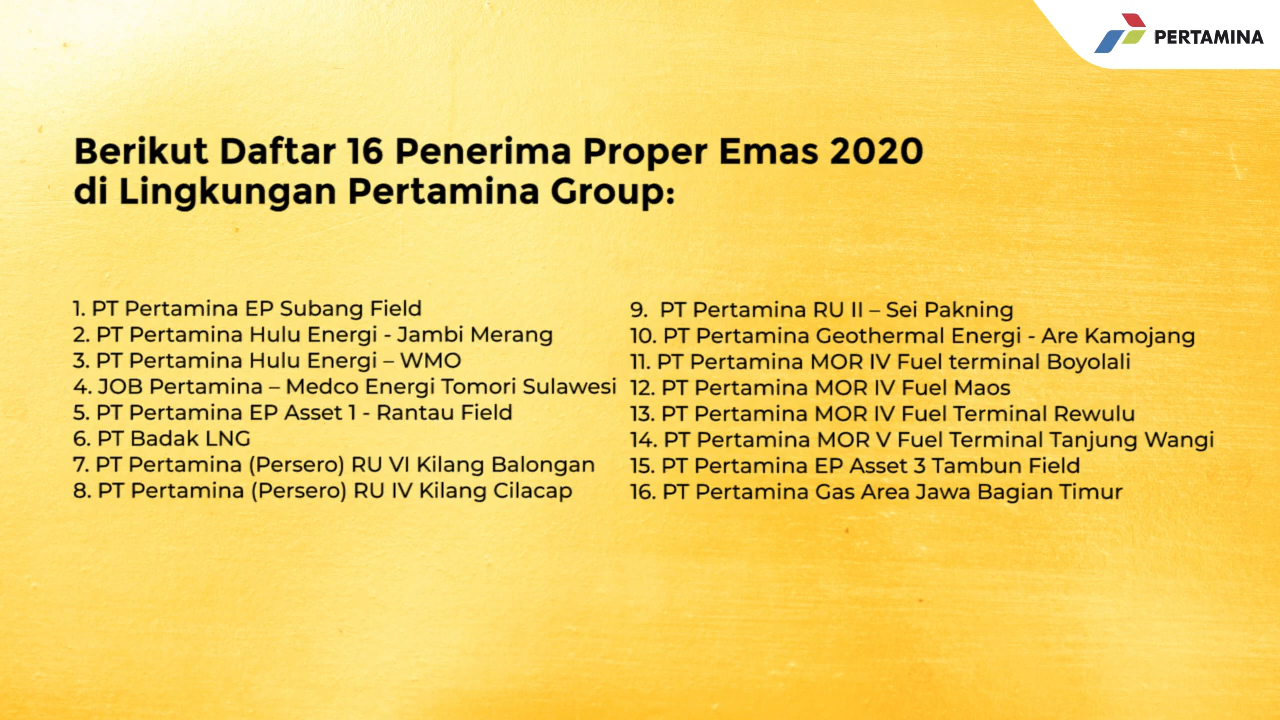 PERTAMINA
Berikut Daftar 16 Penerima Proper Emas 2020
di Lingkungan Pertamina Group:
1. PT Pertamina EP Subang Field
2. PT Pertamina Hulu Energi - Jambi Merang
3. PT Pertamina Hulu Energi – WMO
4. JOB Pertamina – Medco Energi Tomori Sulawesi
5. PT Pertamina EP Asset 1 - Rantau Field
6. PT Badak LNG
7. PT Pertamina (Persero) RU VI Kilang Balongan
8. PT Pertamina (Persero) RU IV Kilang Cilacap
9. PT Pertamina RU II – Sei Pakning
10. PT Pertamina Geothermal Energi - Are Kamojang
11. PT Pertamina MOR IV Fuel terminal Boyolali
12. PT Pertamina MOR IV Fuel Maos
13. PT Pertamina MOR IV Fuel Terminal Rewulu
14. PT Pertamina MOR V Fuel Terminal Tanjung Wangi
15. PT Pertamina EP Asset 3 Tambun Field
16. PT Pertamina Gas Area Jawa Bagian Timur